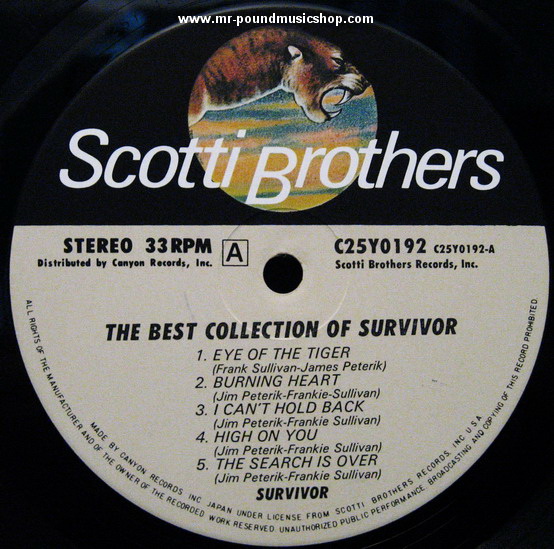 www.mr-poundmusicshop.com
Scotti Brothers
STEREO 33RPM A C25Y0192 C25Y0192-A
Distributed by Canyon Records, Inc. Scotti Brothers Records, Inc.
THE BEST COLLECTION OF SURVIVOR
1. EYE OF THE TIGER
(Frank Sullivan-James Peterik)
2. BURNING HEART
(Jim Peterik-Frankie-Sullivan)
3. I CAN'T HOLD BACK
(Jim Peterik-Frankie Sullivan)
4. HIGH ON YOU
(Jim Peterik-Frankie Sullivan)
5. THE SEARCH IS OVER
(Jim Peterik-Frankie Sullivan)
SURVIVOR
MADE BY CANYON RECORDS, INC. JAPAN UNDER LICENSE FROM SCOTTI BROTHERS RECORDS, INC. U.S.A.
ALL RIGHTS OF THE MANUFACTURER AND OF THE OWNER OF THE RECORDED WORK RESERVED. UNAUTHORIZED PUBLIC PERFORMANCE, BROADCASTING AND COPYING OF THIS RECORD PROHIBITED.